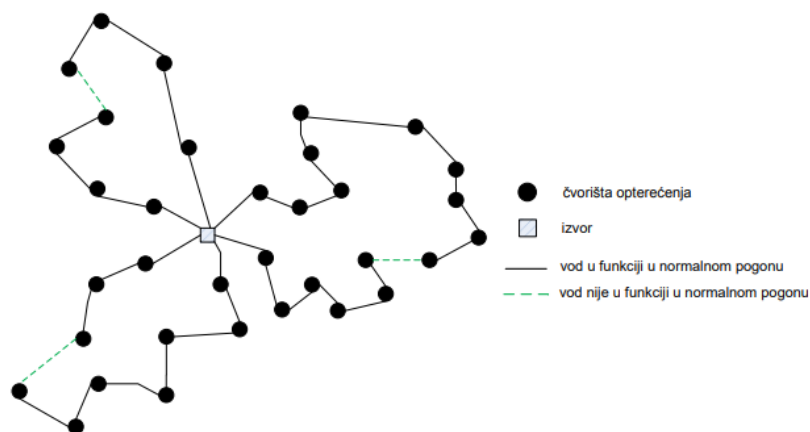 čvorišta opterećenja
izvor
vod u funkciji u normalnom pogonu
vod nije u funkciji u normalnom pogonu